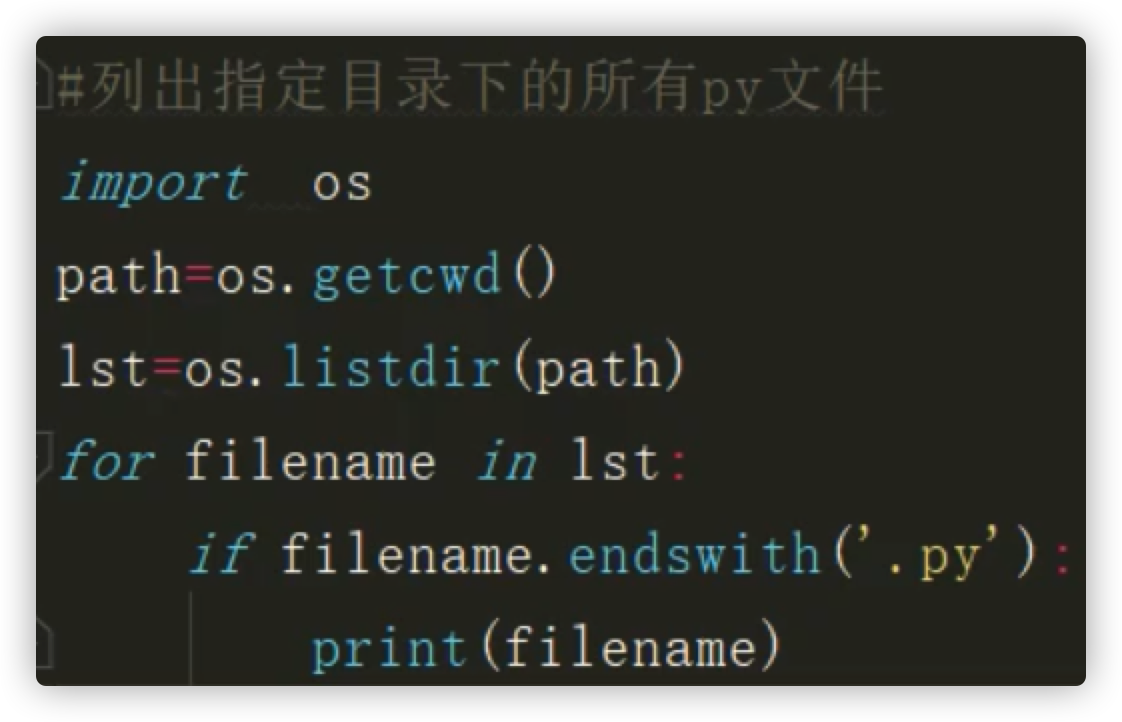 #列出指定目录下的所有py文件
import  os
path=os.getcwd()
lst=os.listdir(path)
for filename in lst:
    if filename.endswith('.py'):
        print(filename)